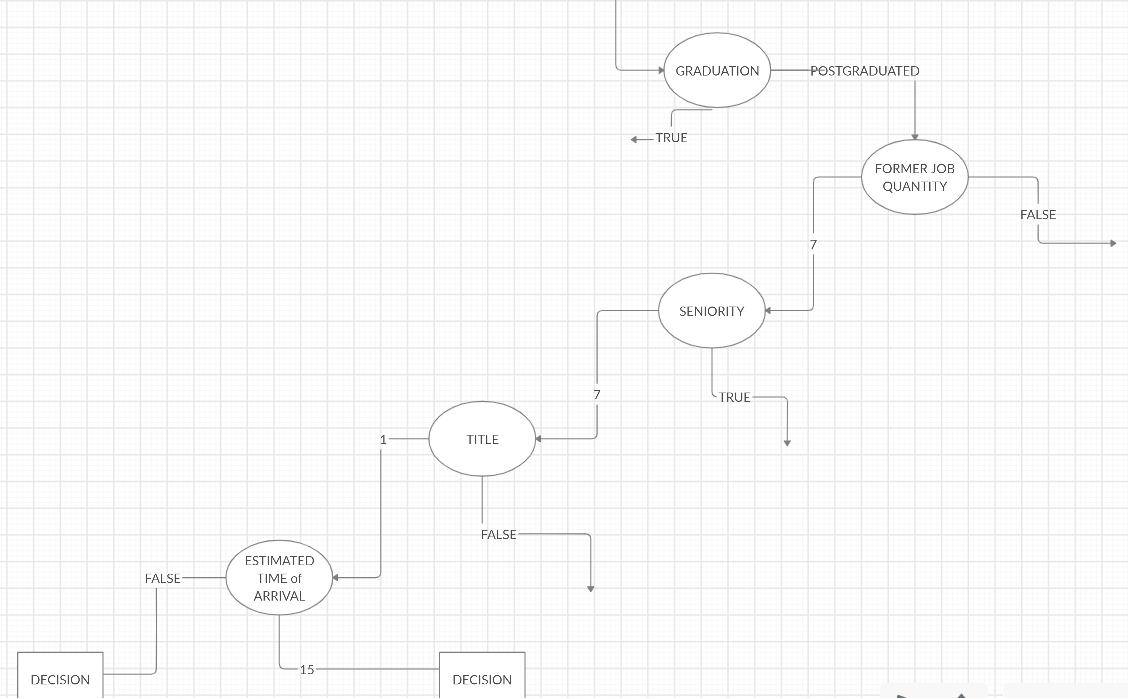 GRADUATION
POSTGRADUATED
TRUE
FORMER JOB
QUANTITY
FALSE
7
SENIORITY
7
TRUE
TITLE
1
FALSE
ESTIMATED
TIME of
ARRIVAL
FALSE
15
DECISION
DECISION